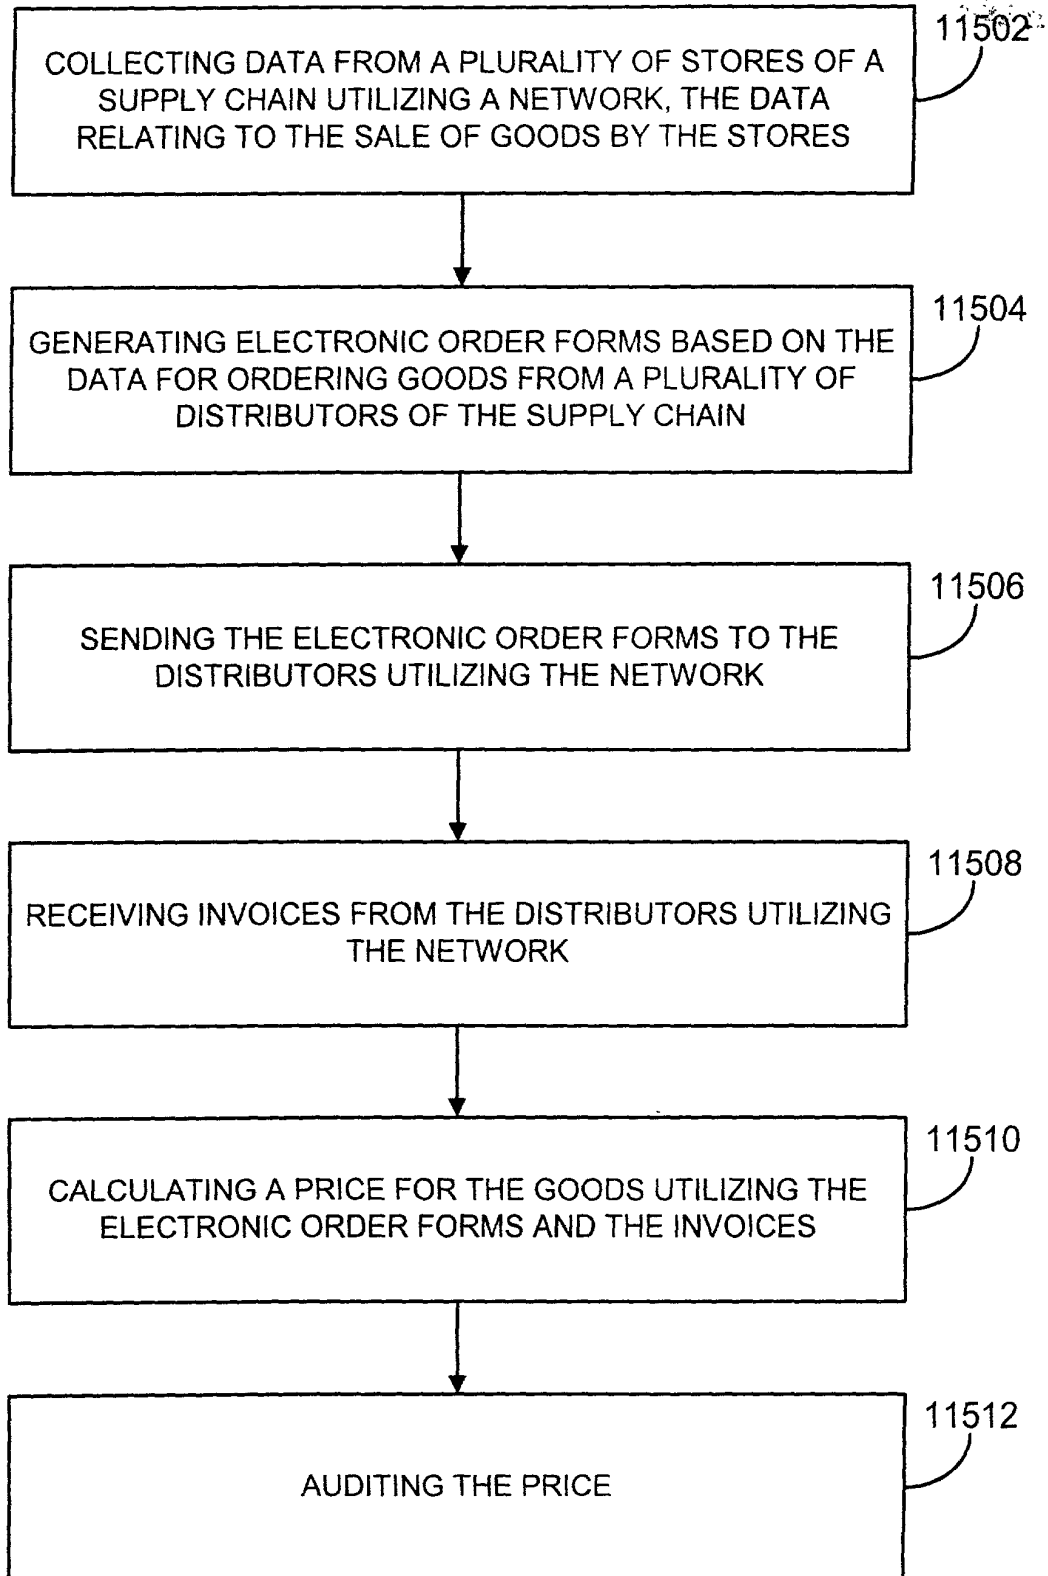 11502
COLLECTING DATA FROM A PLURALITY OF STORES OF A
SUPPLY CHAIN UTILIZING A NETWORK, THE DATA
RELATING TO THE SALE OF GOODS BY THE STORES
11504
GENERATING ELECTRONIC ORDER FORMS BASED ON THE
DATA FOR ORDERING GOODS FROM A PLURALITY OF
DISTRIBUTORS OF THE SUPPLY CHAIN
11506
SENDING THE ELECTRONIC ORDER FORMS TO THE
DISTRIBUTORS UTILIZING THE NETWORK
11508
RECEIVING INVOICES FROM THE DISTRIBUTORS UTILIZING
THE NETWORK
11510
CALCULATING A PRICE FOR THE GOODS UTILIZING THE
ELECTRONIC ORDER FORMS AND THE INVOICES
11512
AUDITING THE PRICE